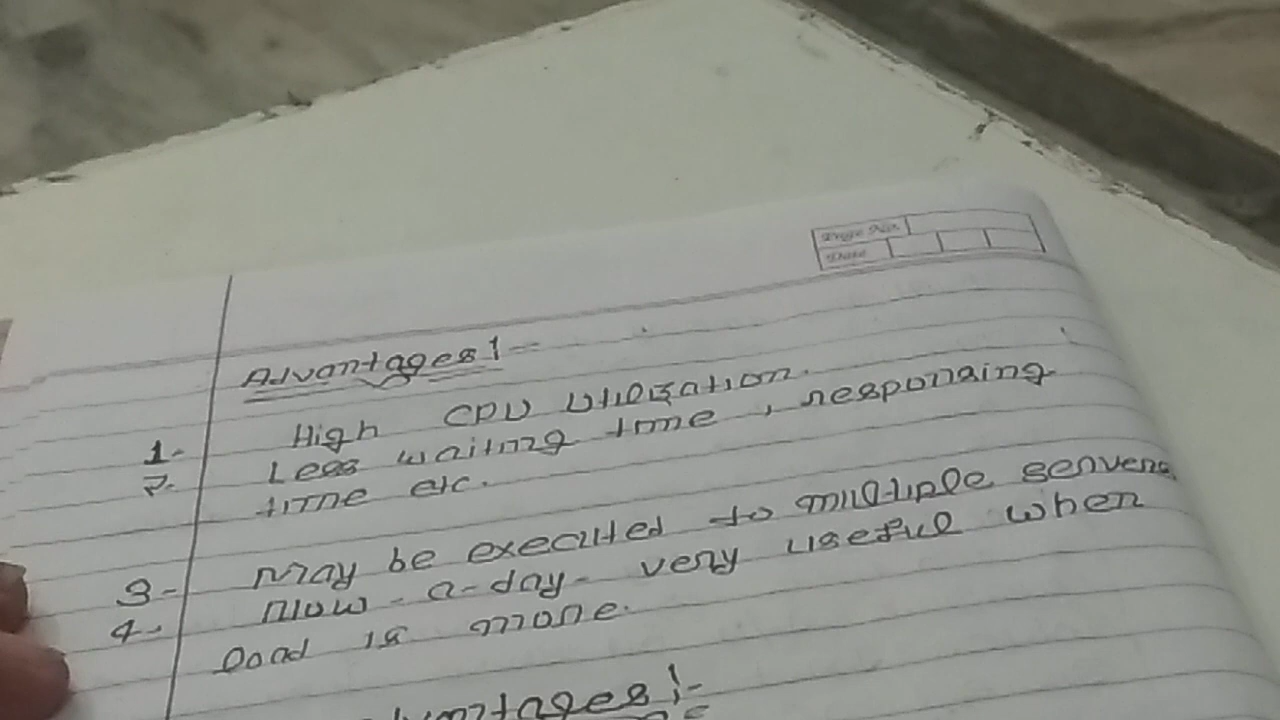 Page No.
Date
Advantages :-
1- High CPU Utilization.
2- Less waiting time, responsing
time etc.
3- May be executed to multiple servers
4- Now-a-day- very useful when
load is more.